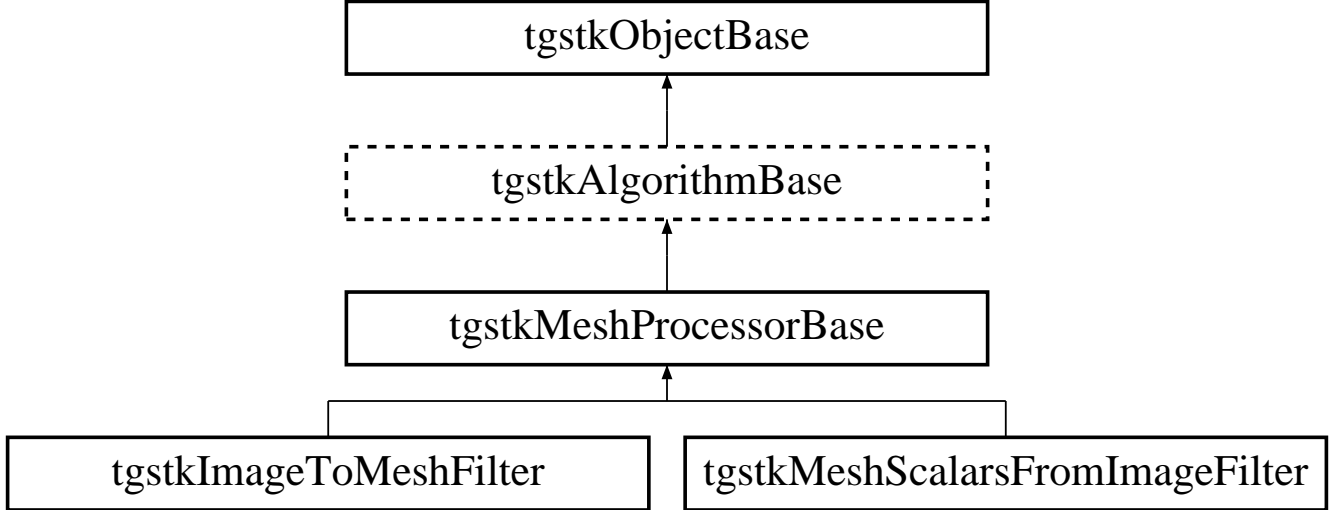 tgstkObjectBase
tgstkAlgorithmBase
tgstkMeshProcessorBase
tgstkImageToMeshFilter
tgstkMeshScalarsFromImageFilter